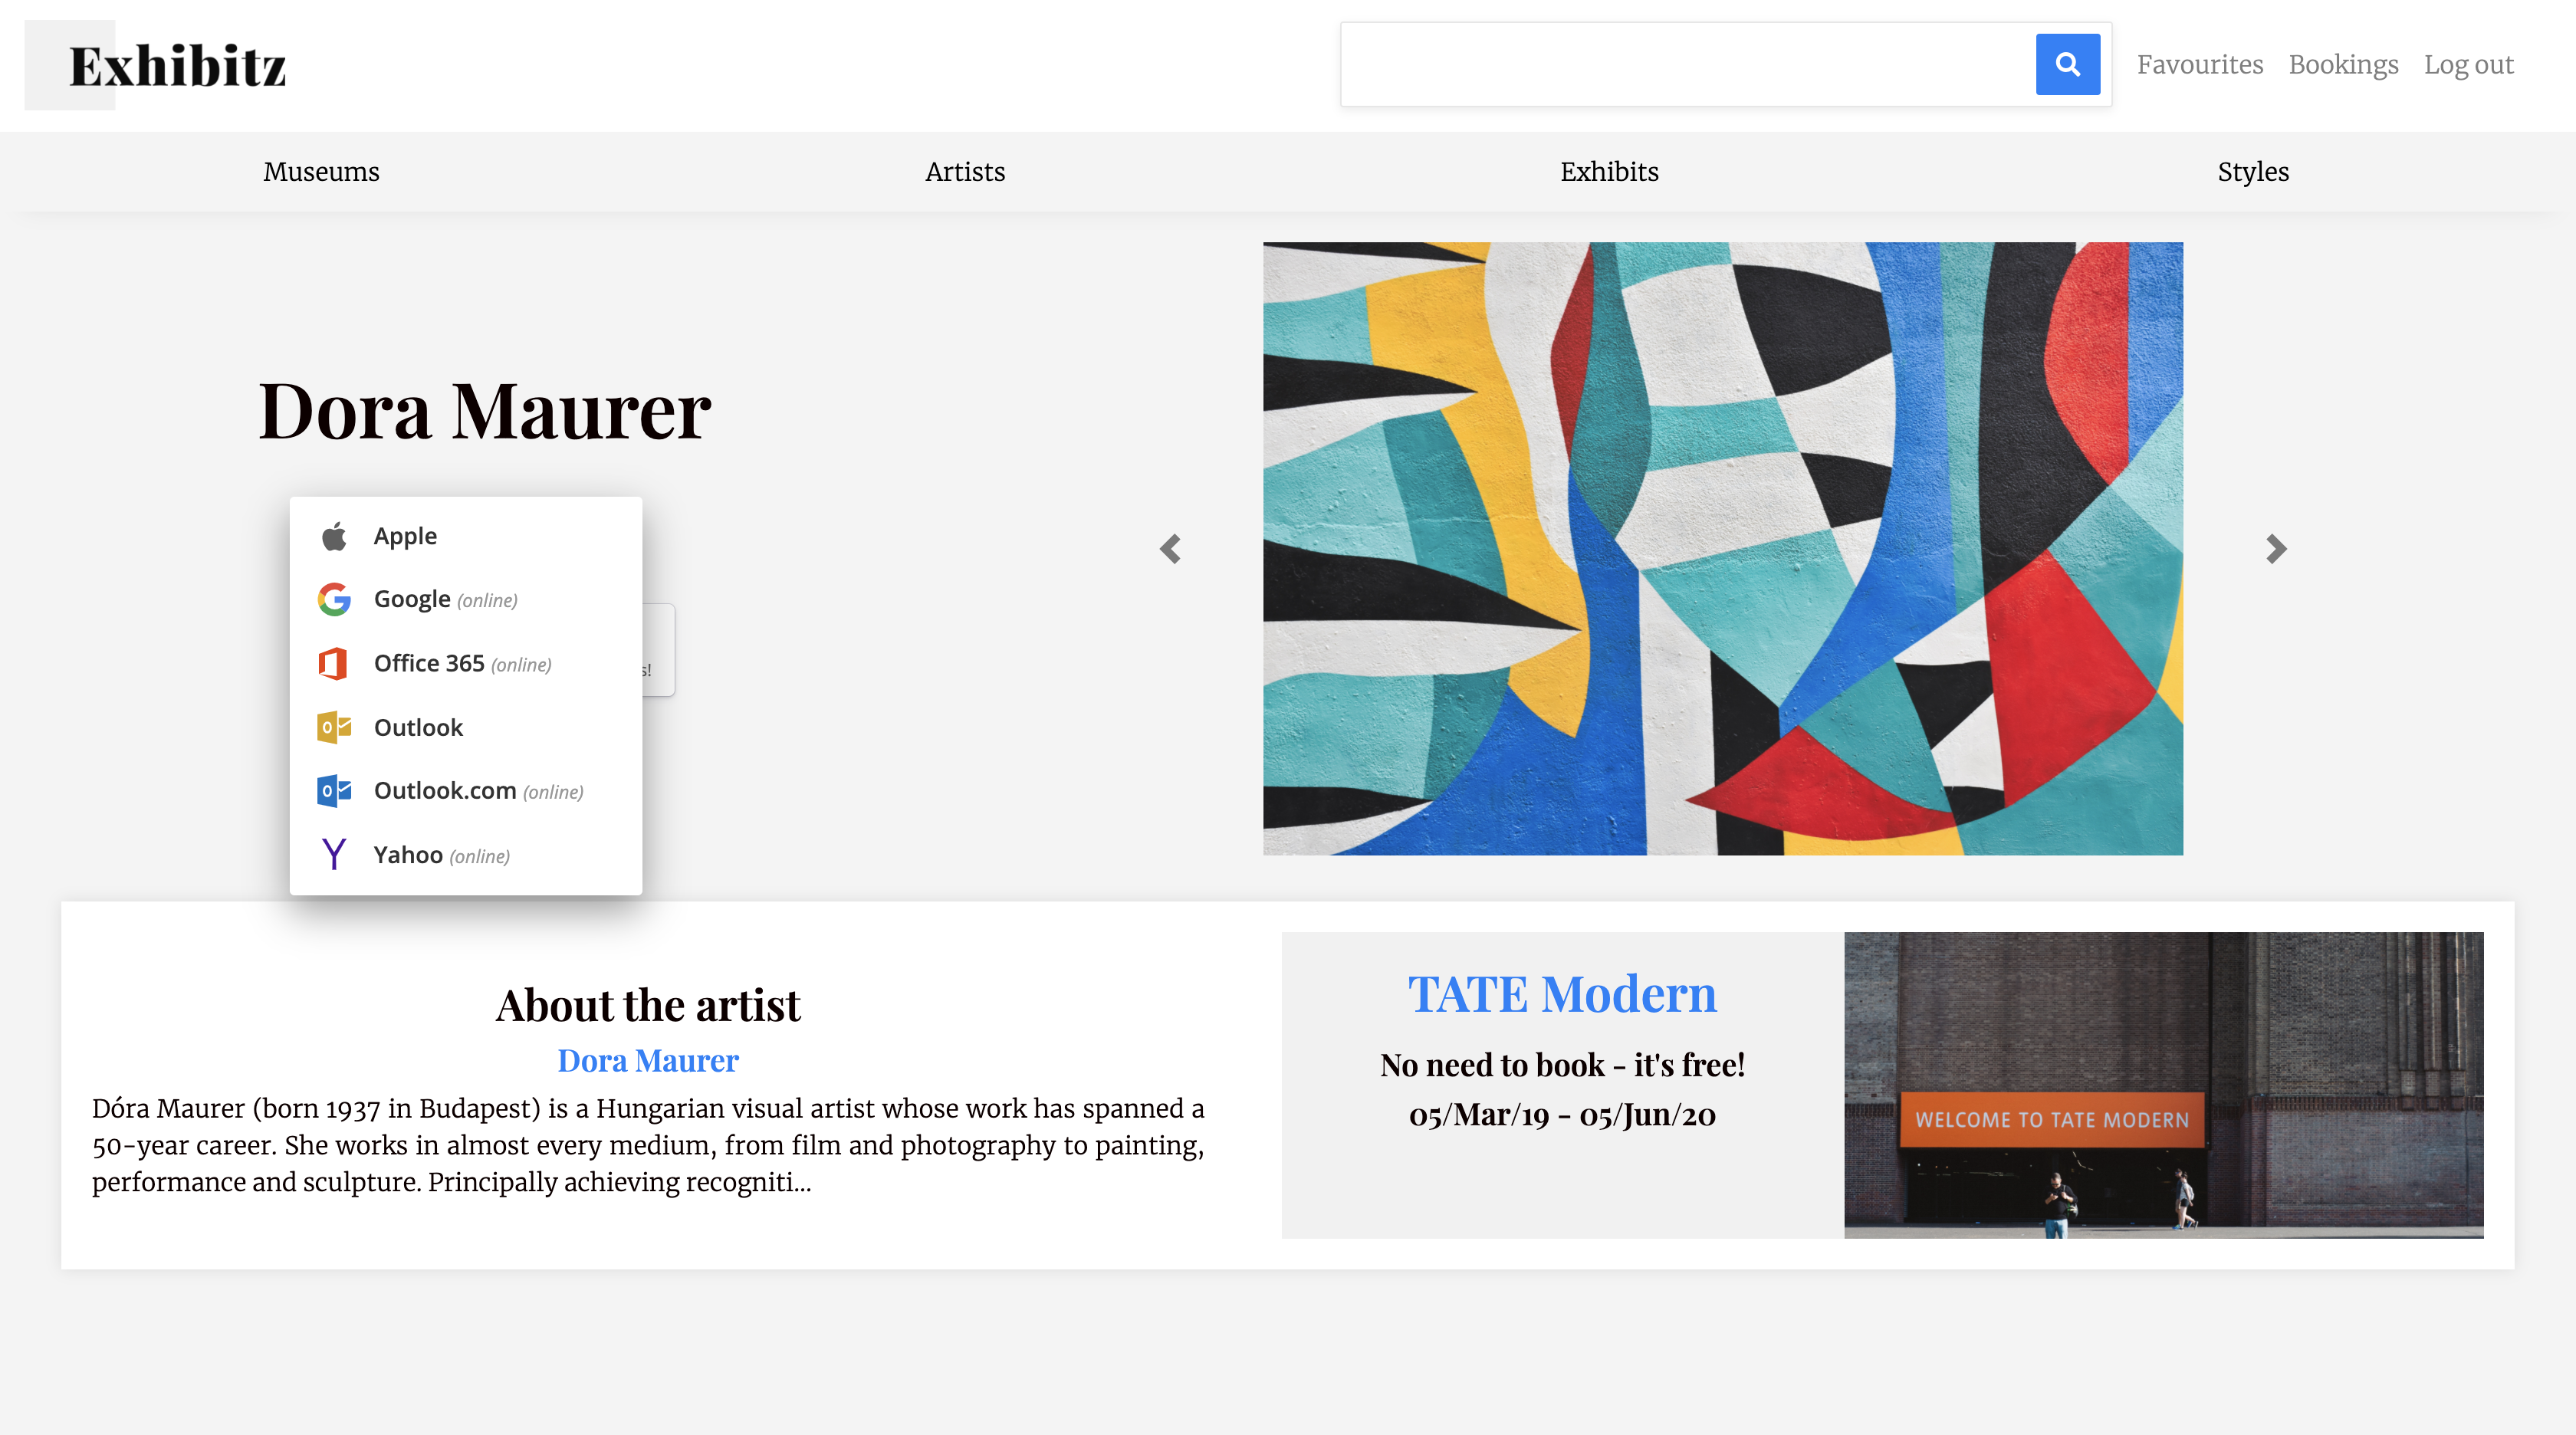 Exhibitz
Favourites Bookings Log out
Museums Artists Exhibits Styles
Dora Maurer
Apple
Google (online)
Office 365 (online)
Outlook
Outlook.com (online)
Yahoo (online)
About the artist
Dora Maurer
Dóra Maurer (born 1937 in Budapest) is a Hungarian visual artist whose work has spanned a
50-year career. She works in almost every medium, from film and photography to painting,
performance and sculpture. Principally achieving recogniti...
TATE Modern
No need to book - it's free!
05/Mar/19 - 05/Jun/20
WELCOME TO TATE MODERN